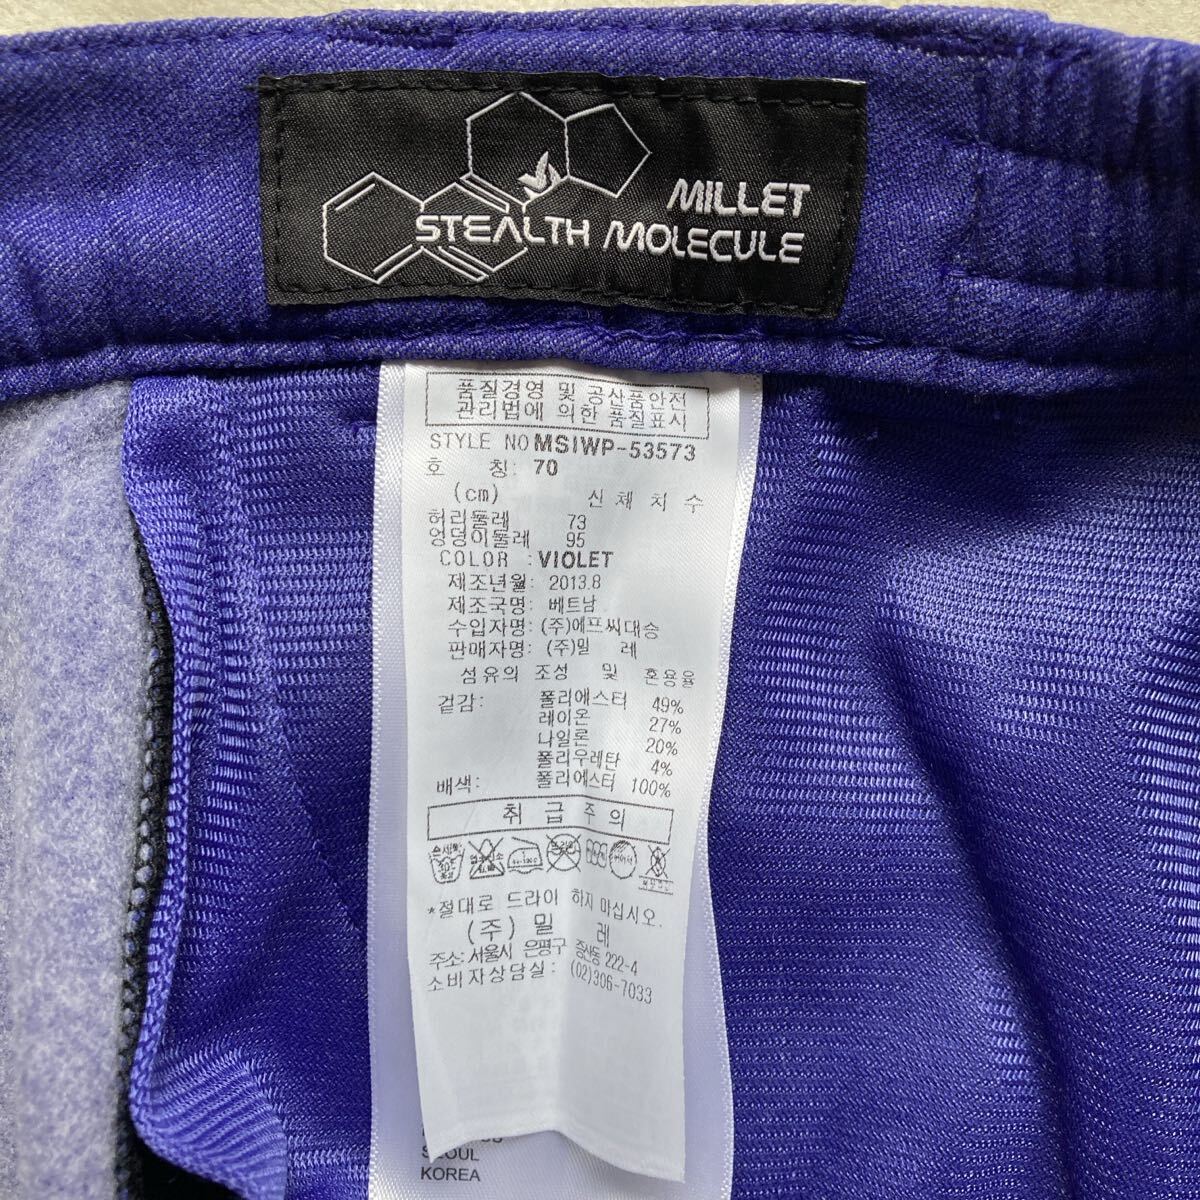 MILLET
STEALTH MOLECULE
품질경영 및 공산품안전
관리법에 의한 품질표시
STYLE NO MSIWP-53573
호 칭: 70
(cm) 신체치수
허리둘레 73
엉덩이둘레 95
COLOR : VIOLET
제조년월: 2013.8
제조국명: 베트남
수입자명: (주)에프씨대승
판매자명: (주)밀 레
섬유의 조성 및 혼용율
겉감: 폴리에스터 49%
레이온 27%
나일론 20%
폴리우레탄 4%
배색: 폴리에스터 100%
취급주의
*절대로 드라이 하지 마십시오.
(주) 밀 레
주소: 서울시 은평구 증산동 222-4
소비자상담실: (02)306-7033
SEOUL
KOREA